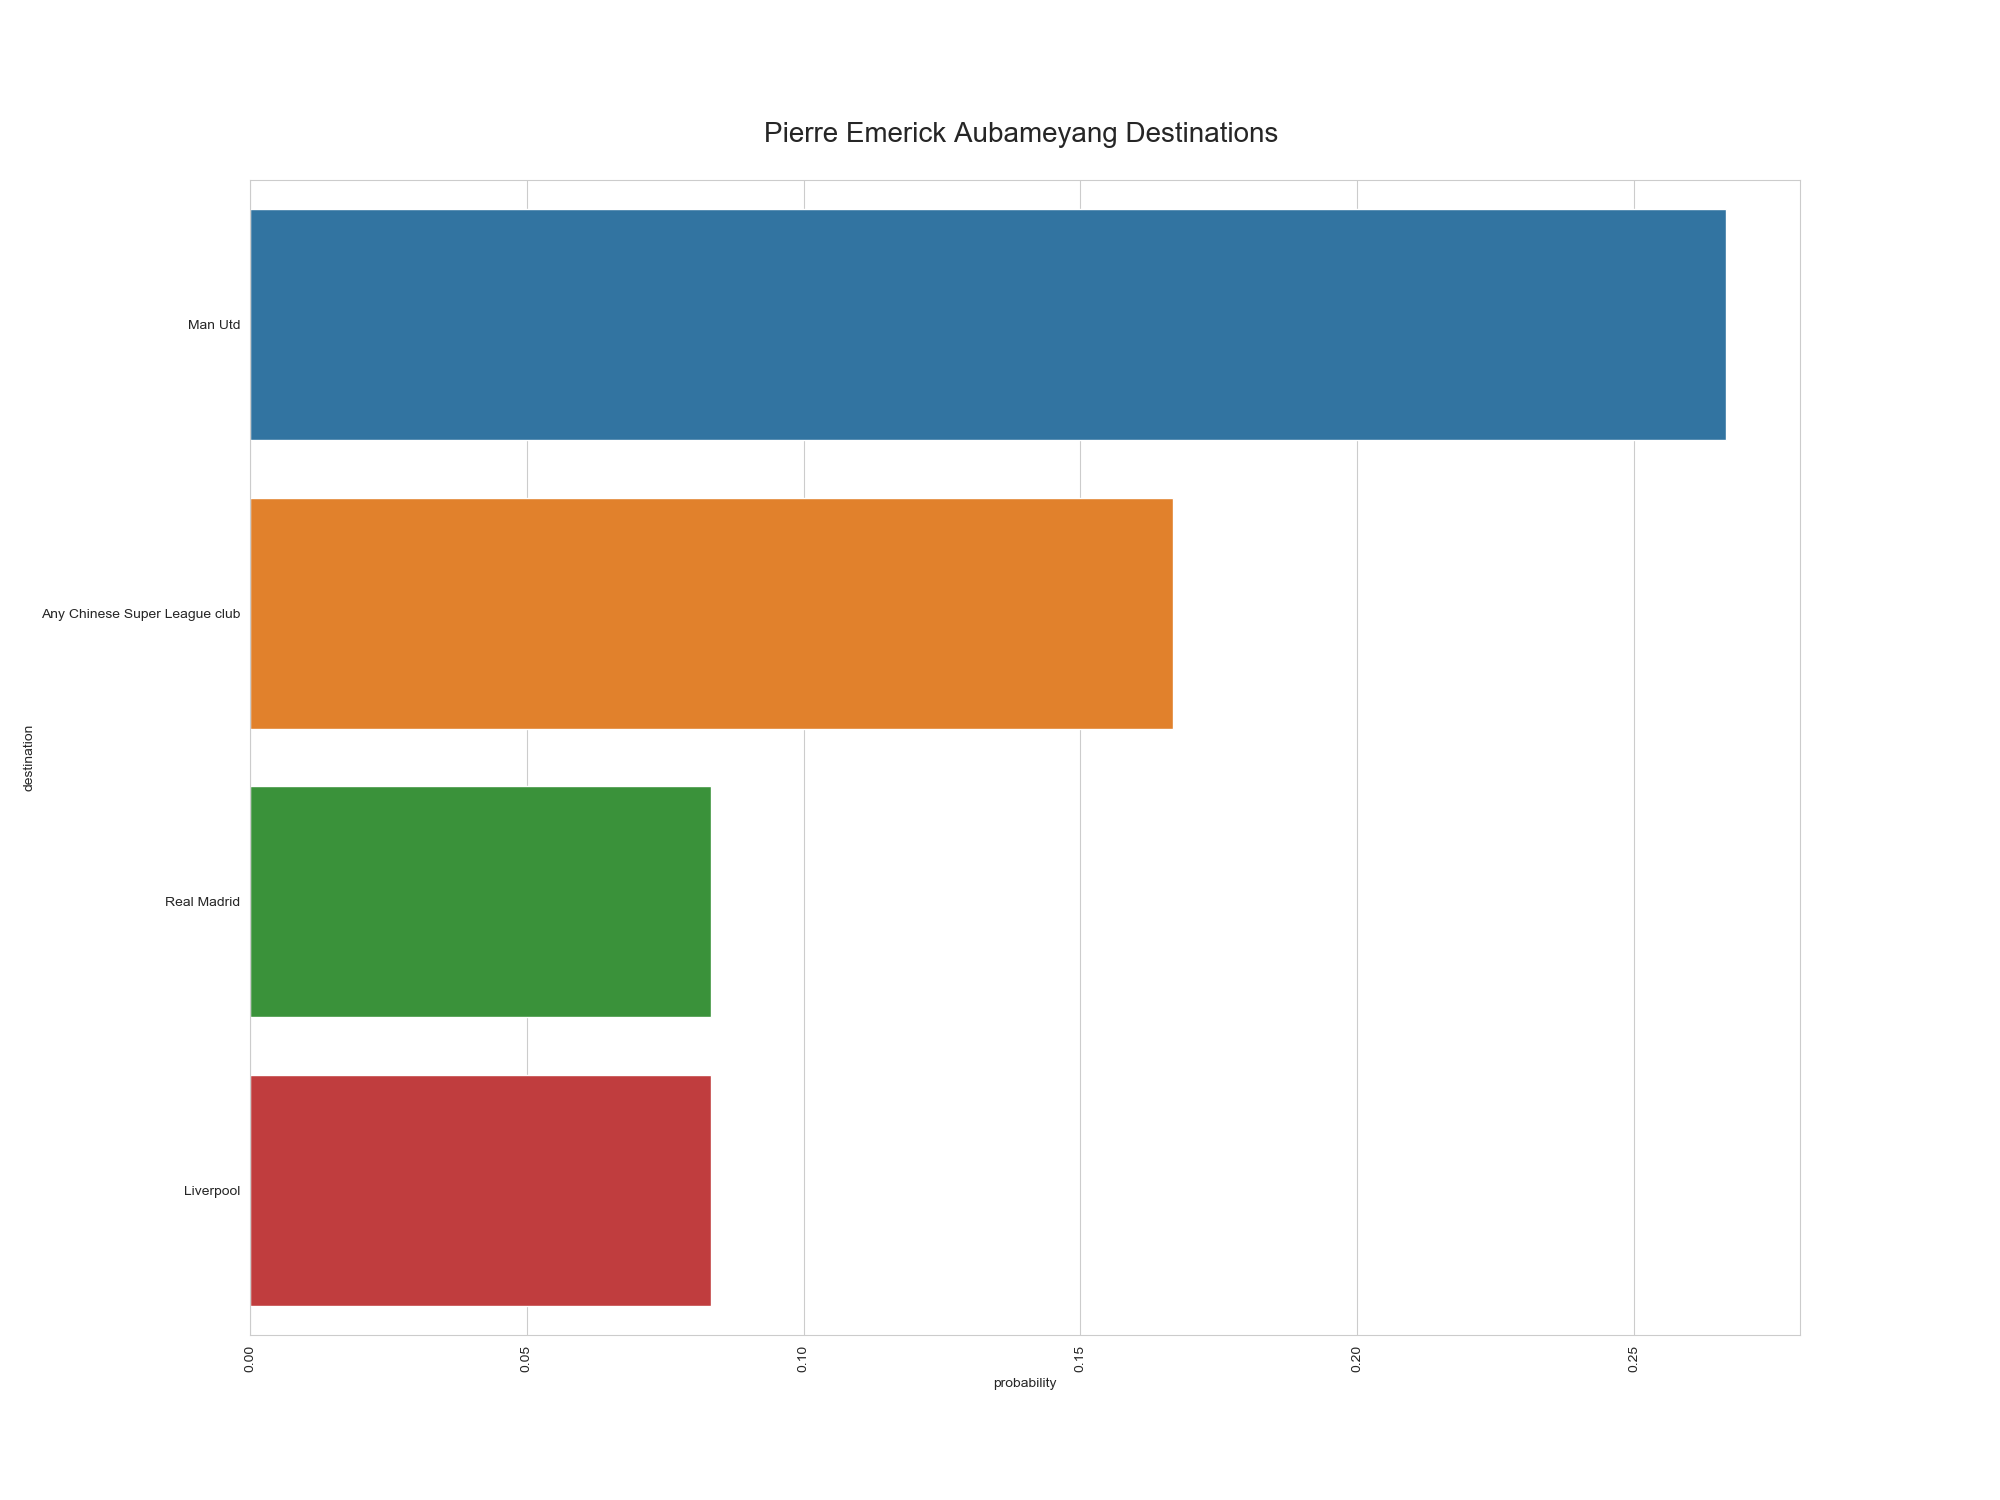 Pierre Emerick Aubameyang Destinations
Man Utd
Any Chinese Super League club
Real Madrid
Liverpool
destination
0.00
0.05
0.10
0.15
0.20
0.25
probability